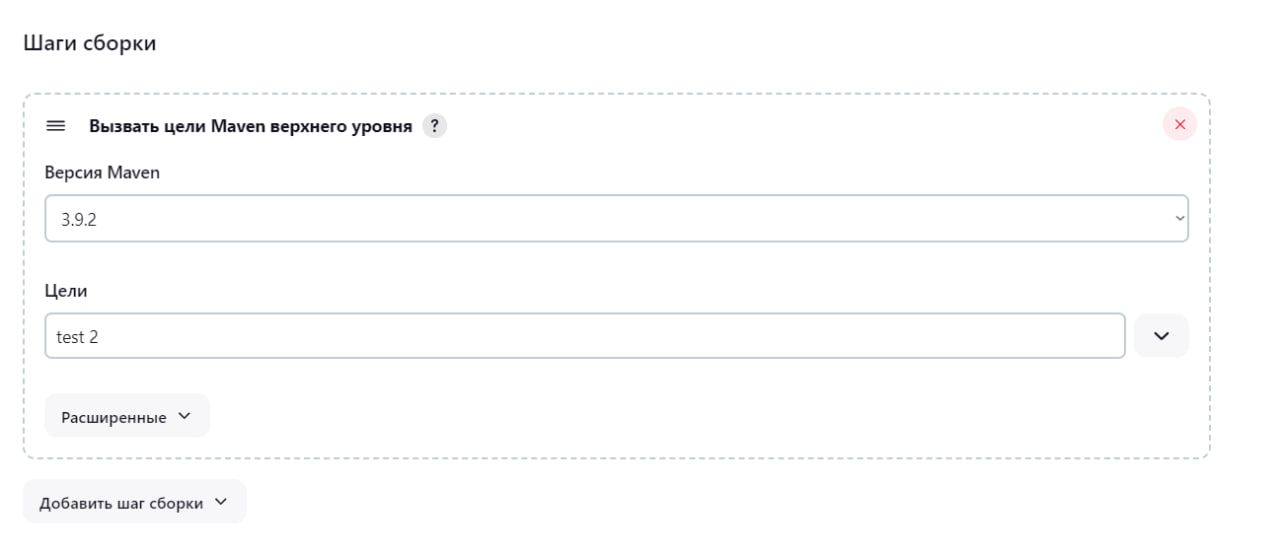 Шаги сборки
Вызвать цели Maven верхнего уровня ?
Версия Maven
3.9.2
Цели
test 2
Расширенные
Добавить шаг сборки